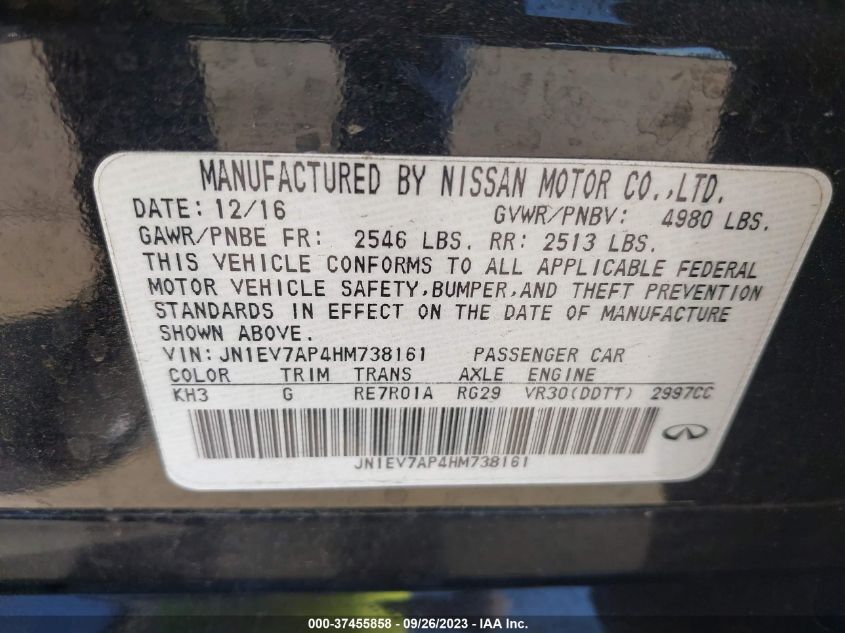 MANUFACTURED BY NISSAN MOTOR CO.,LTD.
DATE: 12/16 GVWR/PNBV: 4980 LBS.
GAWR/PNBE FR: 2546 LBS. RR: 2513 LBS.
THIS VEHICLE CONFORMS TO ALL APPLICABLE FEDERAL
MOTOR VEHICLE SAFETY,BUMPER,AND THEFT PREVENTION
STANDARDS IN EFFECT ON THE DATE OF MANUFACTURE
SHOWN ABOVE.
VIN: JN1EV7AP4HM738161 PASSENGER CAR
COLOR TRIM TRANS AXLE ENGINE
KH3 G RE7R01A RG29 VR30(DDTT) 2997CC
JN1EV7AP4HM738161
000-37455858 - 09/26/2023 - IAA Inc.